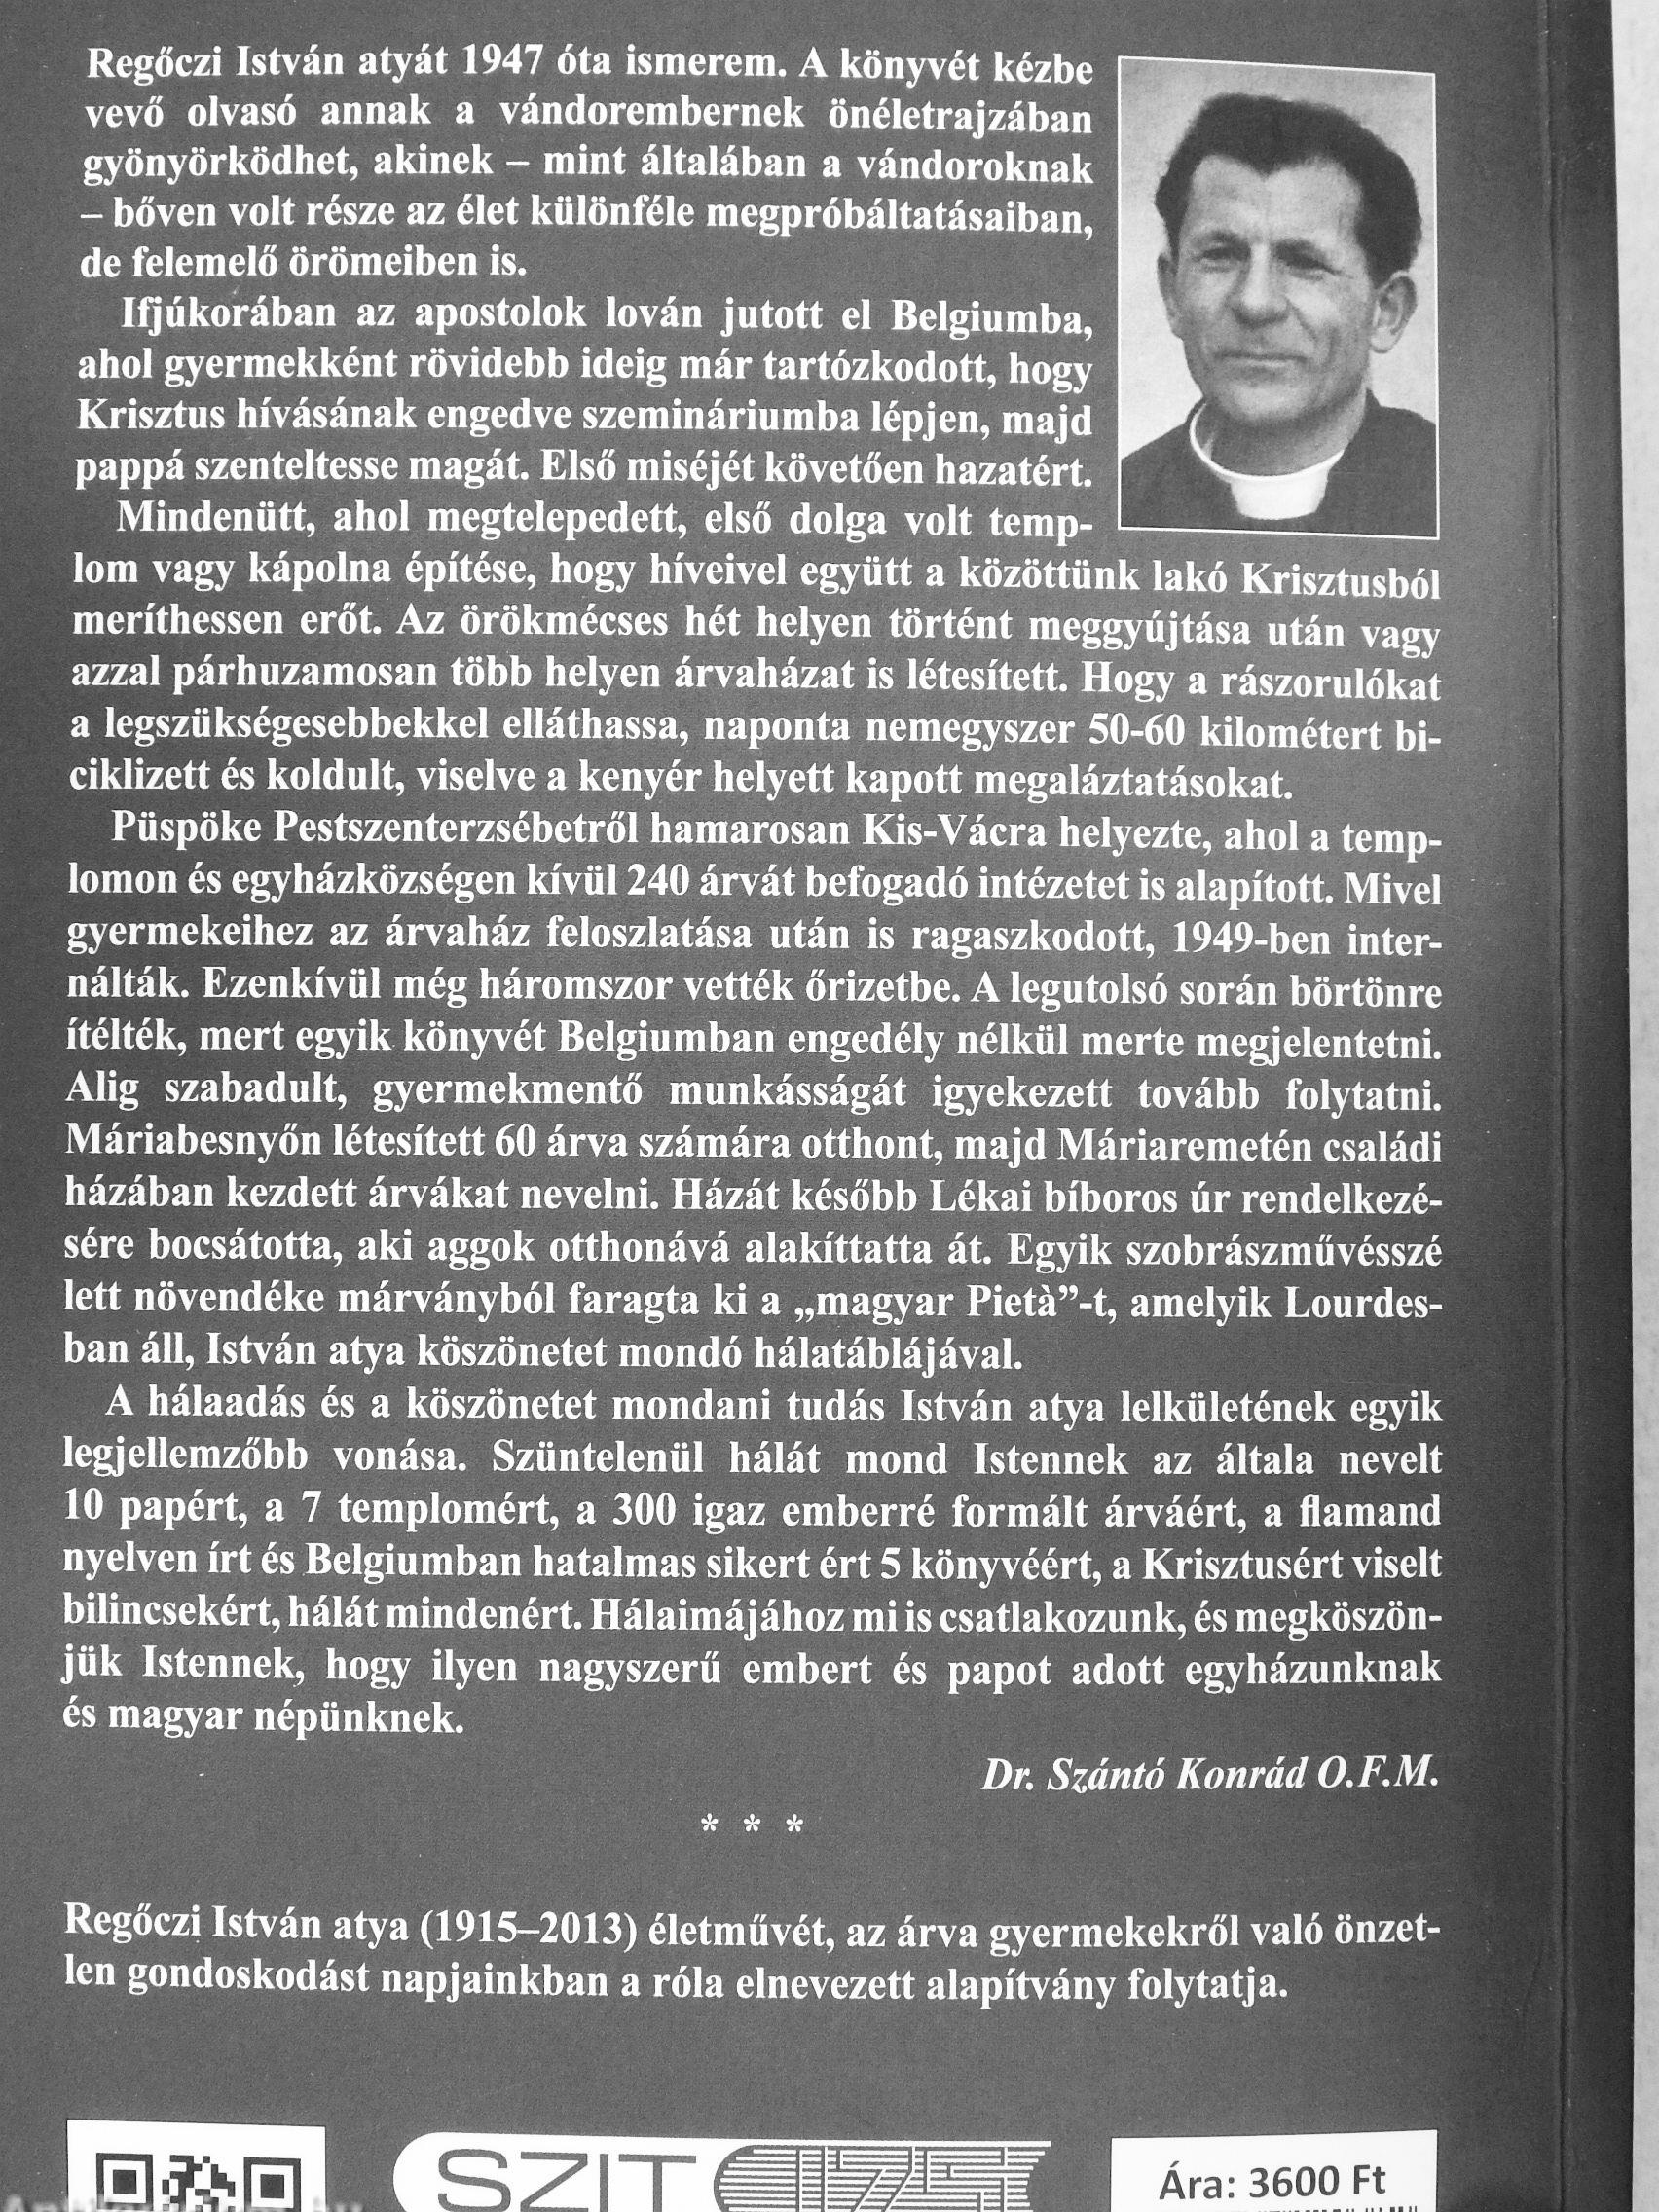 Regőczi István atyát 1947 óta ismerem. A könyvét kézbe
vevő olvasó annak a vándorembernek önéletrajzában
gyönyörködhet, akinek – mint általában a vándoroknak
– bőven volt része az élet különféle megpróbáltatásaiban,
de felemelő örömeiben is.
Ifjúkorában az apostolok lován jutott el Belgiumba,
ahol gyermekként rövidebb ideig már tartózkodott, hogy
Krisztus hívásának engedve szemináriumba lépjen, majd
pappá szenteltesse magát. Első miséjét követően hazatért.
Mindenütt, ahol megtelepedett, első dolga volt temp-
lom vagy kápolna építése, hogy híveivel együtt a közöttünk lakó Krisztusból
meríthessen erőt. Az örökmécses hét helyen történt meggyújtása után vagy
azzal párhuzamosan több helyen árvaházat is létesített. Hogy a rászorulókat
a legszükségesebbekkel elláthassa, naponta nemegyszer 50-60 kilométert bi-
ciklizett és koldult, viselve a kenyér helyett kapott megaláztatásokat.
Püspöke Pestszenterzsébetről hamarosan Kis-Vácra helyezte, ahol a temp-
lomon és egyházközségen kívül 240 árvát befogadó intézetet is alapított. Mivel
gyermekeihez az árvaház feloszlatása után is ragaszkodott, 1949-ben inter-
nálták. Ezenkívül még háromszor vették őrizetbe. A legutolsó során börtönre
ítélték, mert egyik könyvét Belgiumban engedély nélkül merte megjelentetni.
Alig szabadult, gyermekmentő munkásságát igyekezett tovább folytatni.
Máriabesnyőn létesített 60 árva számára otthont, majd Máriaremetén családi
házában kezdett árvákat nevelni. Házát később Lékai bíboros úr rendelkezé-
sére bocsátotta, aki aggok otthonává alakíttatta át. Egyik szobrászművésszé
lett növendéke márványból faragta ki a „magyar Pietà”-t, amelyik Lourdes-
ban áll, István atya köszönetet mondó hálatáblájával.
A hálaadás és a köszönetet mondani tudás István atya lelkületének egyik
legjellemzőbb vonása. Szüntelenül hálát mond Istennek az általa nevelt
10 papért, a 7 templomért, a 300 igaz emberré formált árváért, a flamand
nyelven írt és Belgiumban hatalmas sikert ért 5 könyvéért, a Krisztusért viselt
bilincsekért, hálát mindenért. Hálaimájához mi is csatlakozunk, és megköszön-
jük Istennek, hogy ilyen nagyszerű embert és papot adott egyházunknak
és magyar népünknek.
Dr. Szántó Konrád O.F.M.
* * *
Regőczi István atya (1915–2013) életművét, az árva gyermekekről való önzet-
len gondoskodást napjainkban a róla elnevezett alapítvány folytatja.
SZIT 175
Ára: 3600 Ft